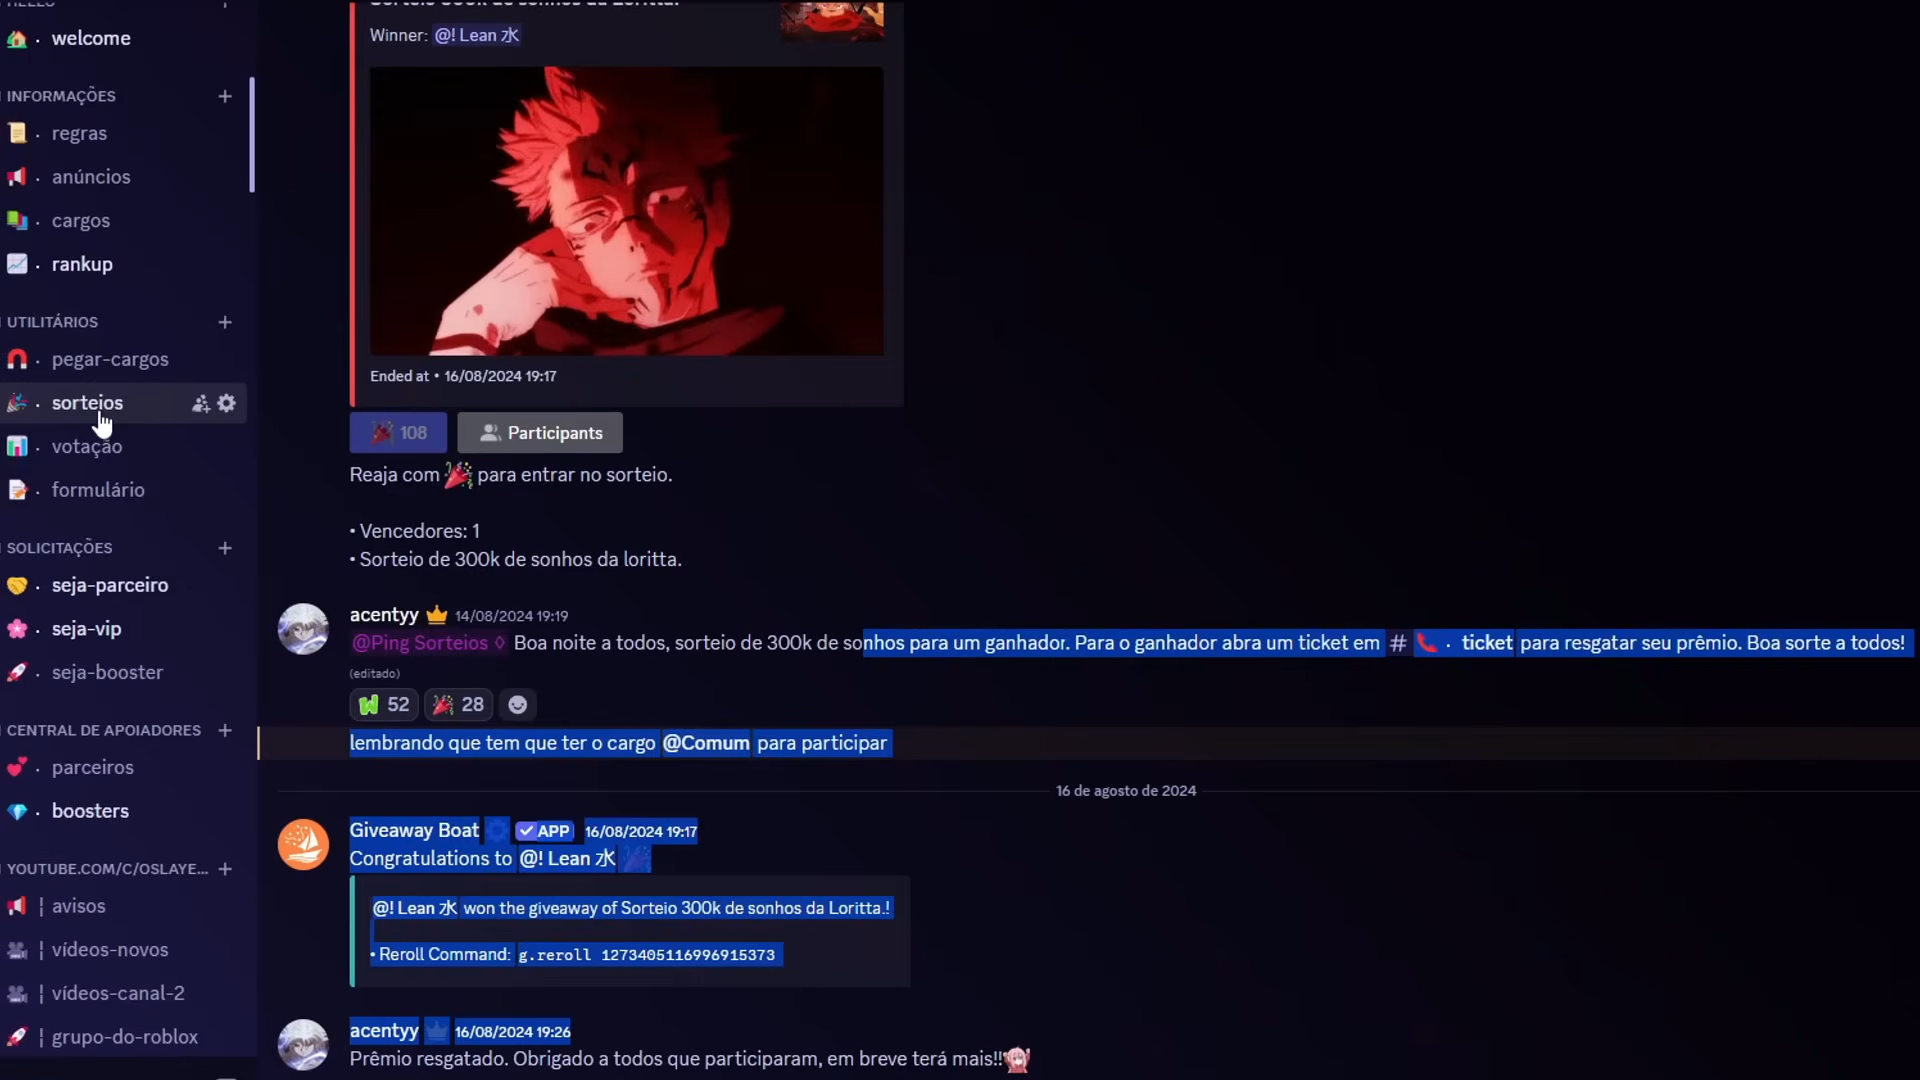 welcome
INFORMAÇÕES
regras
anúncios
cargos
rankup
UTILITÁRIOS
pegar-cargos
sorteios
votação
formulário
SOLICITAÇÕES
seja-parceiro
seja-vip
seja-booster
CENTRAL DE APOIADORES
parceiros
boosters
YOUTUBE.COM/C/OSLAYE...
| avisos
| vídeos-novos
| vídeos-canal-2
| grupo-do-roblox
Sorteio 300k de sonhos da Loritta.
Winner: @! Lean 水
Ended at • 16/08/2024 19:17
108
Participants
Reaja com para entrar no sorteio.
• Vencedores: 1
• Sorteio de 300k de sonhos da loritta.
acentyy 14/08/2024 19:19
@Ping Sorteios ◊ Boa noite a todos, sorteio de 300k de sonhos para um ganhador. Para o ganhador abra um ticket em # · ticket para resgatar seu prêmio. Boa sorte a todos!
(editado)
52 28
lembrando que tem que ter o cargo @Comum para participar
16 de agosto de 2024
Giveaway Boat APP 16/08/2024 19:17
Congratulations to @! Lean 水
@! Lean 水 won the giveaway of Sorteio 300k de sonhos da Loritta.!
• Reroll Command: g.reroll 1273405116996915373
acentyy 16/08/2024 19:26
Prêmio resgatado. Obrigado a todos que participaram, em breve terá mais!!